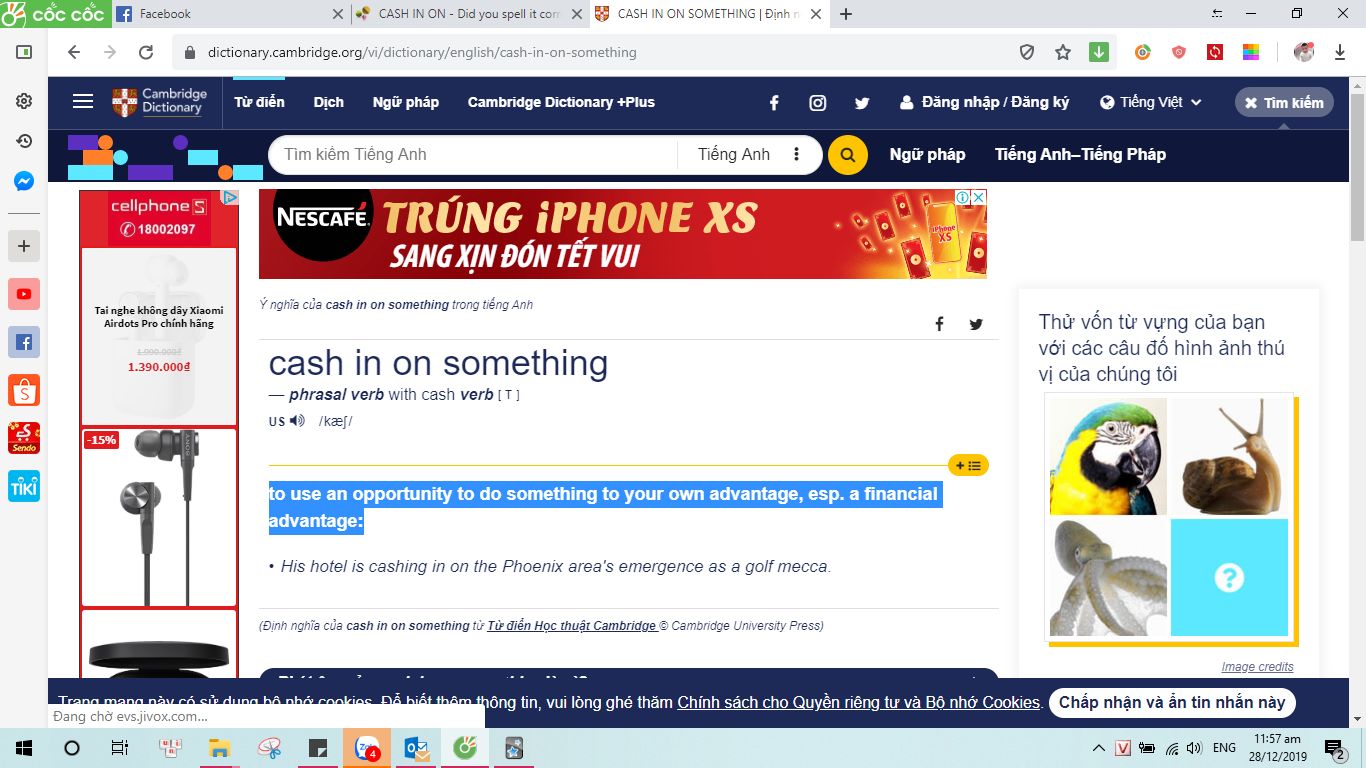 cốc cốc
Facebook
CASH IN ON - Did you spell it corr
CASH IN ON SOMETHING | Định n
dictionary.cambridge.org/vi/dictionary/english/cash-in-on-something
Cambridge
Dictionary
Từ điển
Dịch
Ngữ pháp
Cambridge Dictionary +Plus
Đăng nhập / Đăng ký
Tiếng Việt
Tìm kiếm
Tìm kiếm Tiếng Anh
Tiếng Anh
Ngữ pháp
Tiếng Anh–Tiếng Pháp
cellphone S
18002097
Tai nghe không dây Xiaomi
Airdots Pro chính hãng
1.990.000₫
1.390.000₫
-15%
SONY
NESCAFÉ
TRÚNG iPHONE XS
SANG XỊN ĐÓN TẾT VUI
iPhone
XS
Ý nghĩa của cash in on something trong tiếng Anh
cash in on something
— phrasal verb with cash verb [ T ]
US /kæʃ/
to use an opportunity to do something to your own advantage, esp. a financial
advantage:
• His hotel is cashing in on the Phoenix area's emergence as a golf mecca.
(Định nghĩa của cash in on something từ Từ điển Học thuật Cambridge © Cambridge University Press)
Thử vốn từ vựng của bạn
với các câu đố hình ảnh thú
vị của chúng tôi
?
Image credits
Trang mạng này có sử dụng bộ nhớ cookies. Để biết thêm thông tin, vui lòng ghé thăm Chính sách cho Quyền riêng tư và Bộ nhớ Cookies.
Chấp nhận và ẩn tin nhắn này
Đang chờ evs.jivox.com...
Sendo
TIKI
Zalo
4
V
ENG
11:57 am
28/12/2019
2